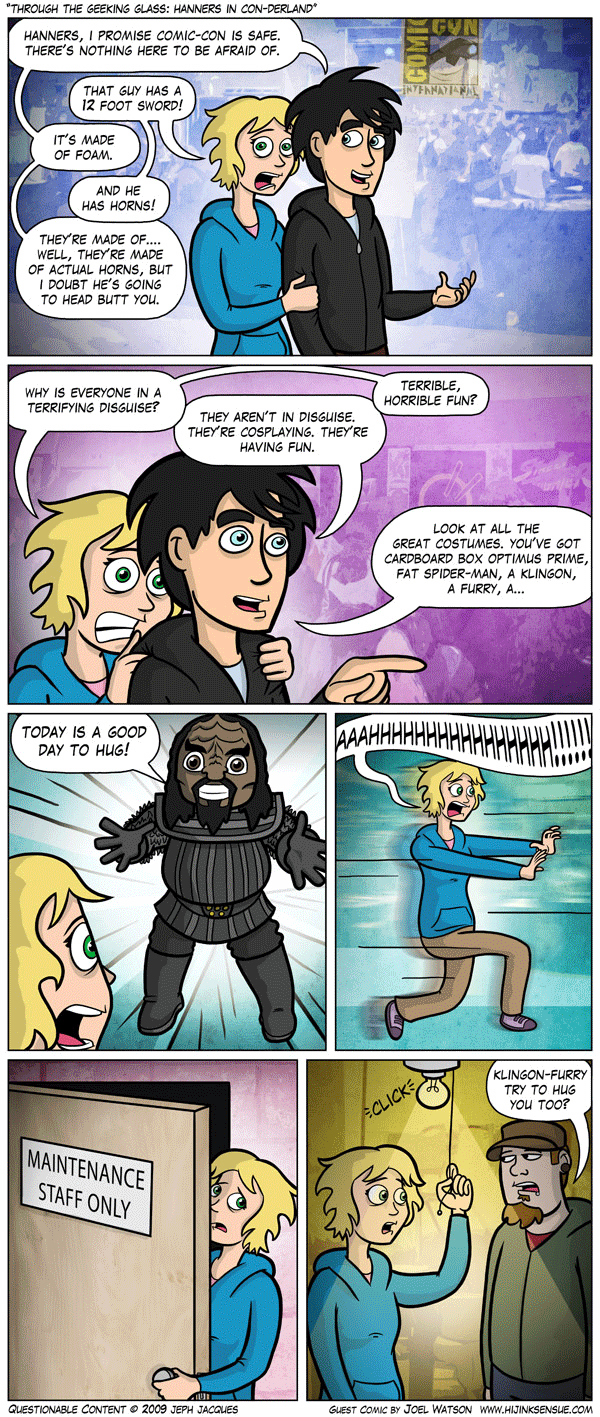 "THROUGH THE GEEKING GLASS: HANNERS IN CON-DERLAND"
HANNERS, I PROMISE COMIC-CON IS SAFE.
THERE'S NOTHING HERE TO BE AFRAID OF.
COMIC
CON
INTERNATIONAL
THAT GUY HAS A
12 FOOT SWORD!
IT'S MADE
OF FOAM.
AND HE
HAS HORNS!
THEY'RE MADE OF....
WELL, THEY'RE MADE
OF ACTUAL HORNS, BUT
I DOUBT HE'S GOING
TO HEAD BUTT YOU.
WHY IS EVERYONE IN A
TERRIFYING DISGUISE?
THEY AREN'T IN DISGUISE.
THEY'RE COSPLAYING. THEY'RE
HAVING FUN.
TERRIBLE,
HORRIBLE FUN?
LOOK AT ALL THE
GREAT COSTUMES. YOU'VE GOT
CARDBOARD BOX OPTIMUS PRIME,
FAT SPIDER-MAN, A KLINGON,
A FURRY, A...
TODAY IS A GOOD
DAY TO HUG!
AAAHHHHHHHHHHHHHHHH!!!!!
MAINTENANCE
STAFF ONLY
CLICK
KLINGON-FURRY
TRY TO HUG
YOU TOO?
QUESTIONABLE CONTENT © 2009 JEPH JACQUES
GUEST COMIC BY JOEL WATSON WWW.HIJINKSENSUE.COM